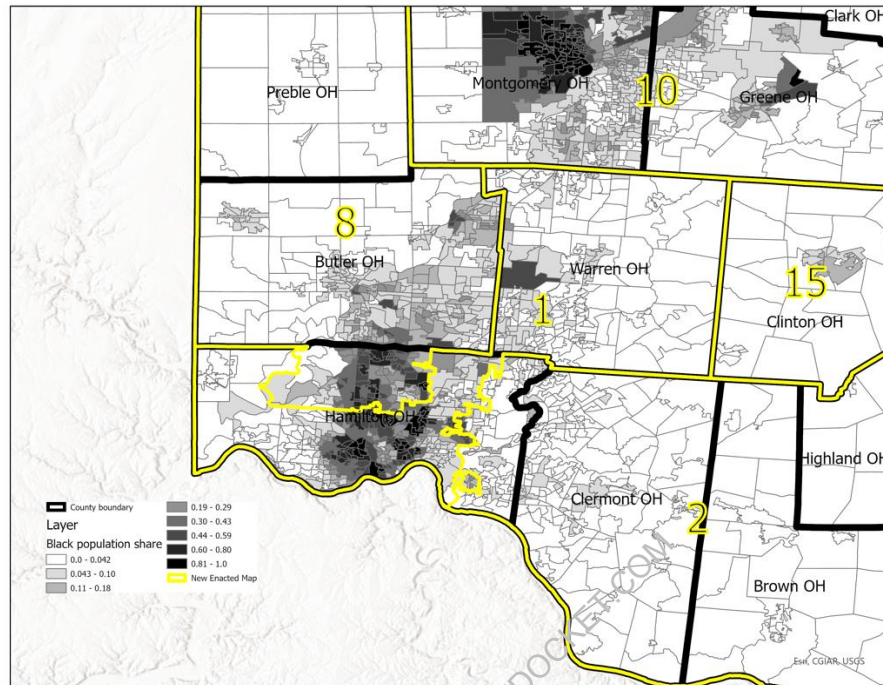 Clark OH
Preble OH
Montgomery OH
10
Greene OH
8
Butler OH
Warren OH
1
15
Clinton OH
Hamilton OH
Highland OH
Clermont OH
2
Brown OH
County boundary
Layer
Black population share
0.0 - 0.042
0.043 - 0.10
0.11 - 0.18
0.19 - 0.29
0.30 - 0.43
0.44 - 0.59
0.60 - 0.80
0.81 - 1.0
New Enacted Map
DOCKET.COM
Esri, CGIAR, USGS